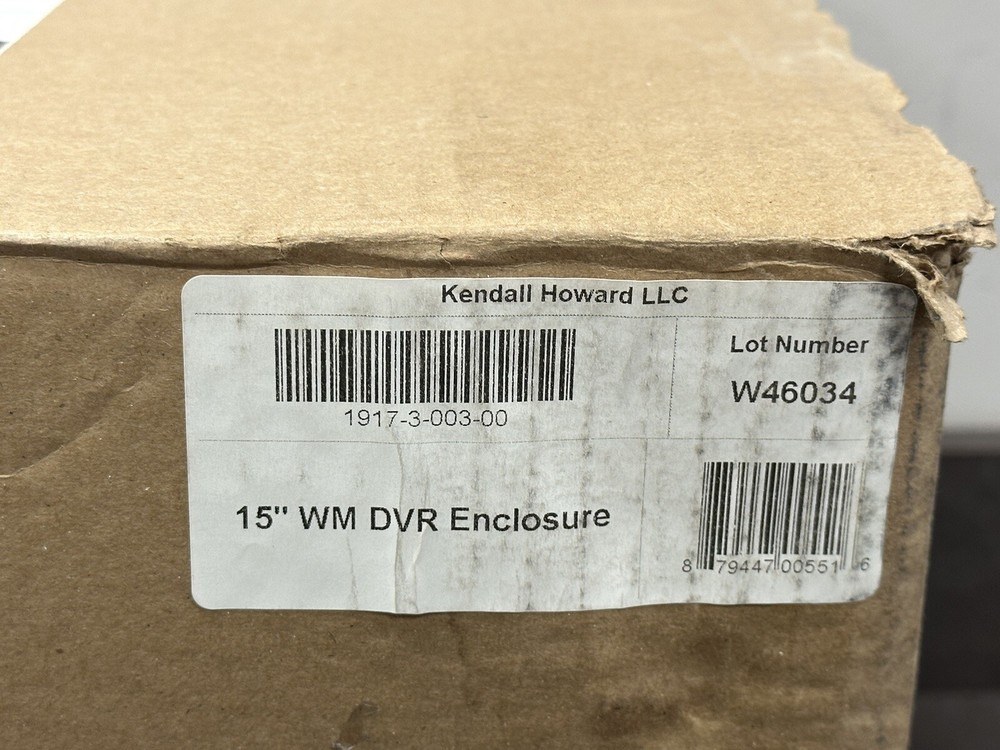 Kendall Howard LLC
1917-3-003-00
Lot Number
W46034
15" WM DVR Enclosure
8 79447 00551 6